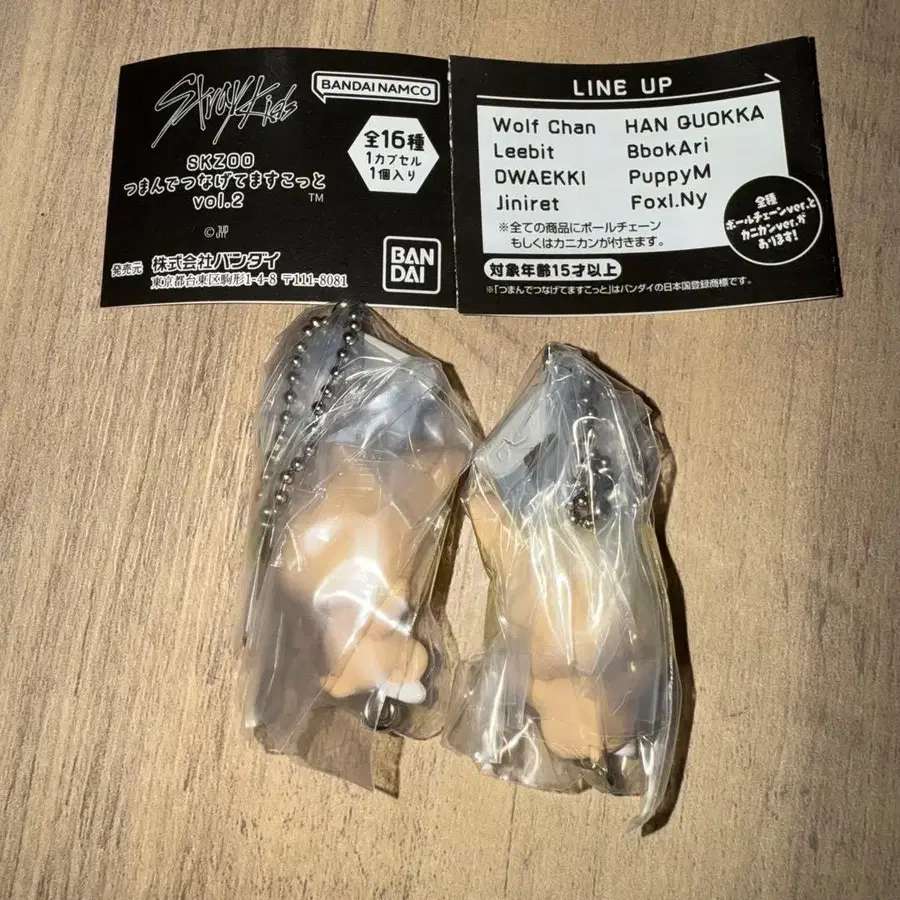 Stray Kids
BANDAI NAMCO
SKZOO
つまんでつなげてますこっと
vol.2
TM
©JYP
全16種
1カプセル
1個入り
発売元 株式会社バンダイ
東京都台東区駒形1-4-8 〒111-8081
BAN
DAI
LINE UP
Wolf Chan HAN QUOKKA
Leebit BbokAri
DWAEKKI PuppyM
Jiniret FoxI.Ny
※全ての商品にボールチェーン
もしくはカニカンが付きます。
全種
ボールチェーンver.と
カニカンver.が
あります!
対象年齢15才以上
※「つまんでつなげてますこっと」はバンダイの日本国登録商標です。